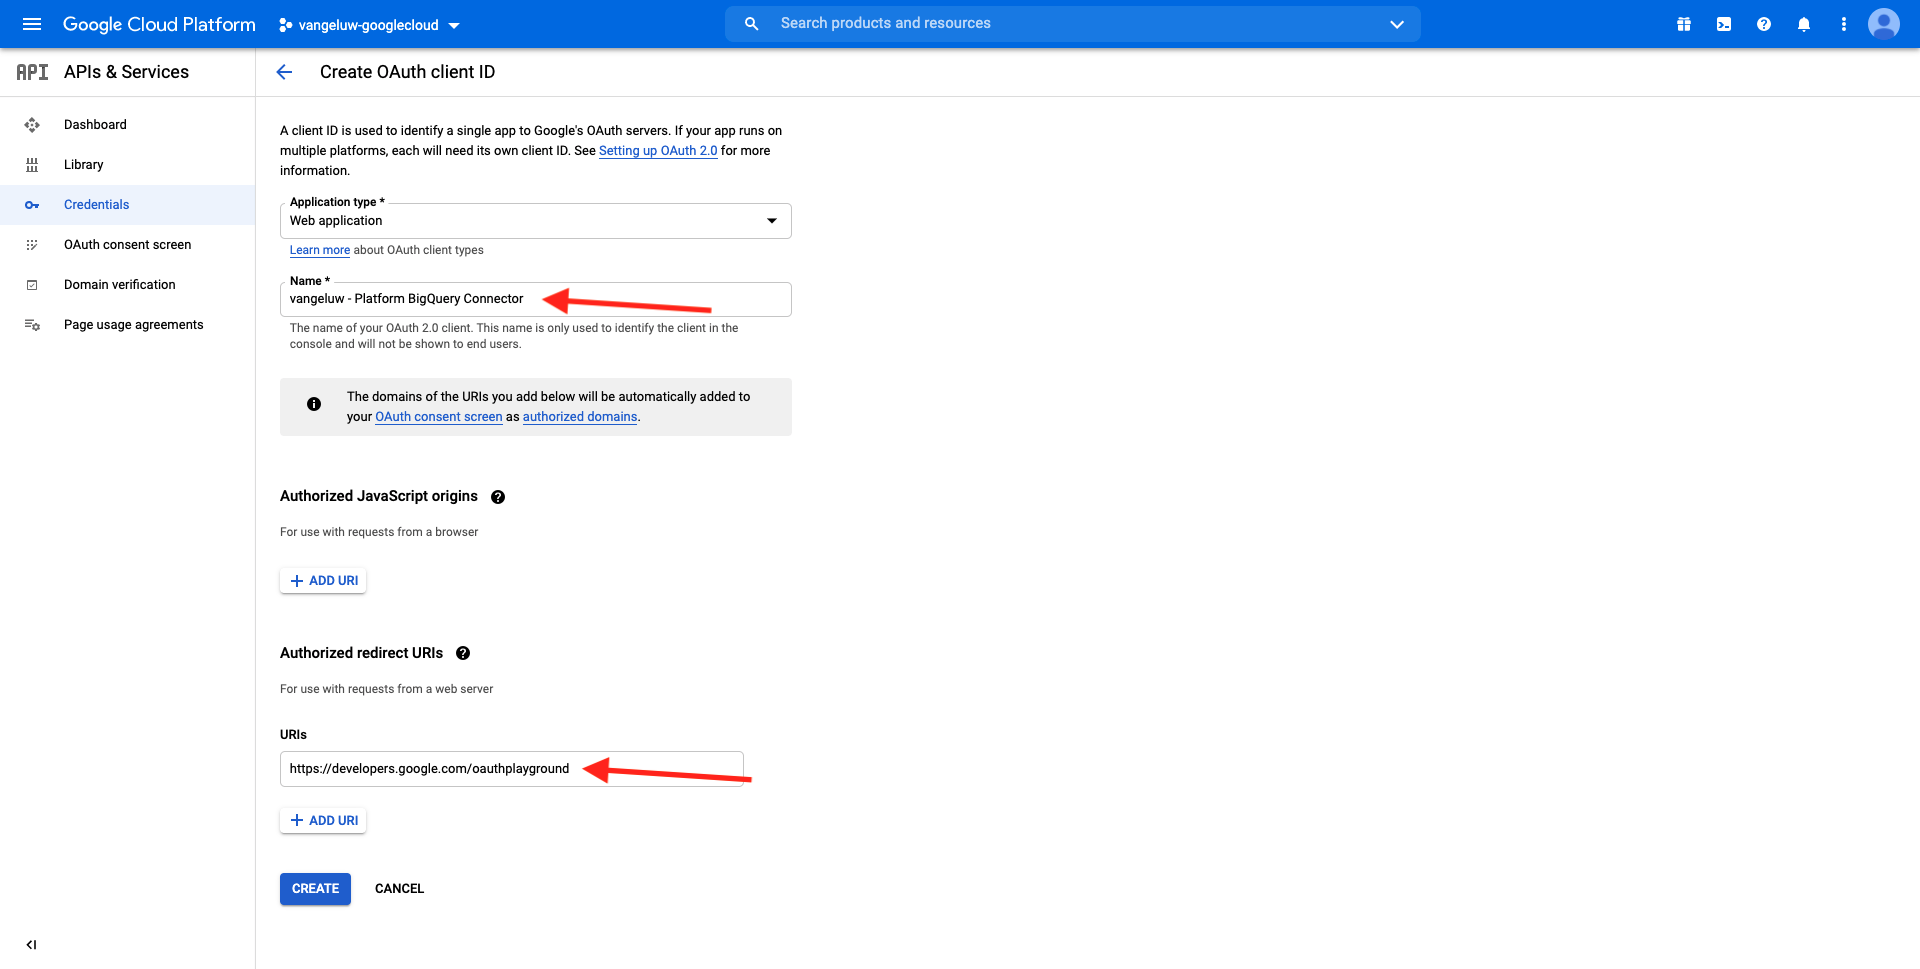 Google Cloud Platform
vangeluw-googlecloud
Search products and resources
API
APIs & Services
Create OAuth client ID
Dashboard
Library
Credentials
OAuth consent screen
Domain verification
Page usage agreements
A client ID is used to identify a single app to Google's OAuth servers. If your app runs on
multiple platforms, each will need its own client ID. See Setting up OAuth 2.0 for more
information.
Application type *
Web application
Learn more about OAuth client types
Name *
vangeluw - Platform BigQuery Connector
The name of your OAuth 2.0 client. This name is only used to identify the client in the
console and will not be shown to end users.
The domains of the URIs you add below will be automatically added to
your OAuth consent screen as authorized domains.
Authorized JavaScript origins
For use with requests from a browser
ADD URI
Authorized redirect URIs
For use with requests from a web server
URIs
https://developers.google.com/oauthplayground
ADD URI
CREATE
CANCEL